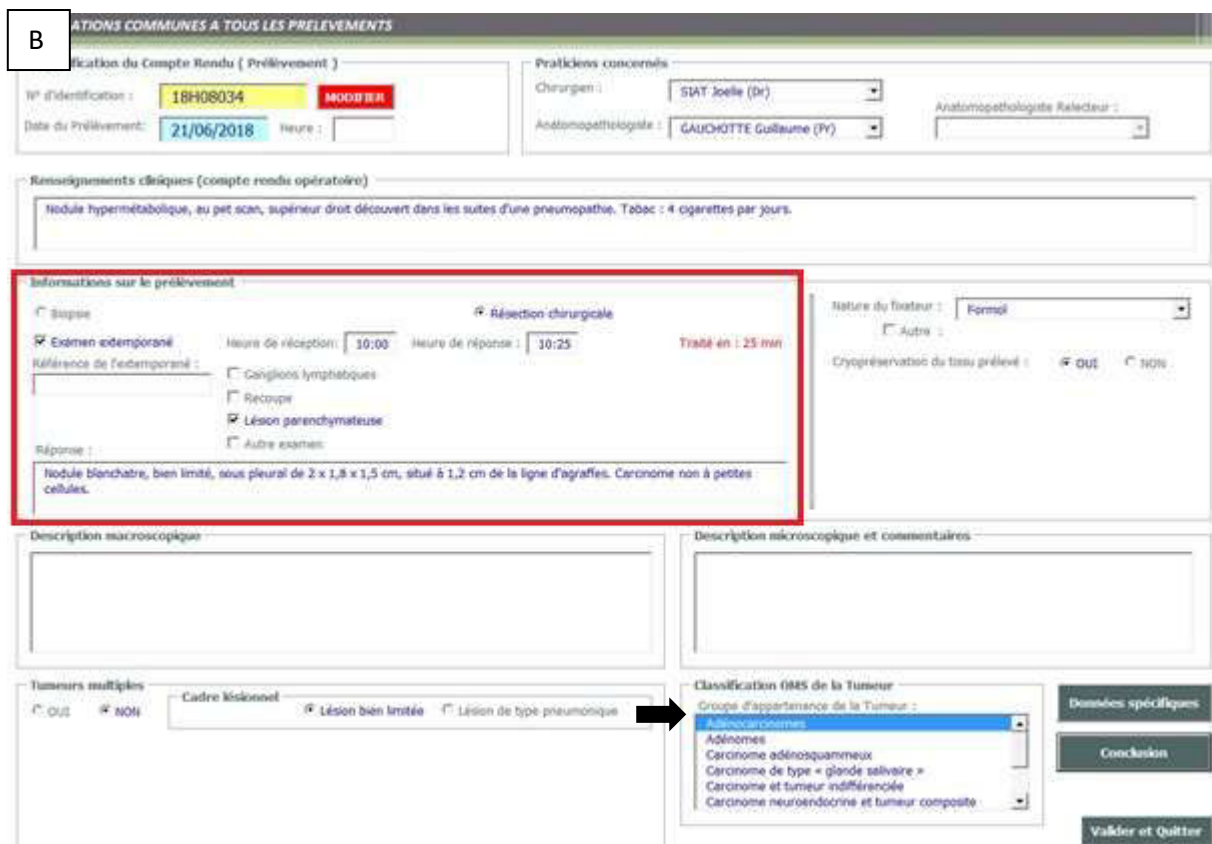 B
ATIONS COMMUNES A TOUS LES PRELEVEMENTS
fication du Compte Rendu ( Prélèvement )
N° d'identification : 18H08034 MODIFIER
Date du Prélèvement: 21/06/2018 Heure :
Praticiens concernés
Chirurgien : SIAT Joelle (Dr)
Anatomopathologiste : GAUCHOTTE Guillaume (Pr)
Anatomopathologiste Relecteur :
Renseignements cliniques (compte rendu opératoire)
Nodule hypermétabolique, au pet scan, supérieur droit découvert dans les suites d'une pneumopathie. Tabac : 4 cigarettes par jours.
Informations sur le prélèvement
Biopsie Résection chirurgicale
Exámen extemporané Heure de réception: 10:00 Heure de réponse : 10:25 Traité en : 25 min
Référence de l'extemporané :
Ganglions lymphatiques
Recoupe
Lésion parenchymateuse
Autre examen
Réponse :
Nodule blanchatre, bien limité, sous pleural de 2 x 1,8 x 1,5 cm, situé à 1,2 cm de la ligne d'agraffes. Carcinome non à petites
cellules.
Nature du fixateur : Formol
Autre :
Cryopréservation du tissu prélevé : OUI NON
Description macroscopique
Description microscopique et commentaires
Tumeurs multiples
OUI NON
Cadre lésionnel
Lésion bien limitée Lésion de type pneumonique
Classification OMS de la Tumeur
Groupe d'appartenance de la Tumeur :
Adénocarcinomes
Adénomes
Carcinome adénosquammeux
Carcinome de type « glande salivaire »
Carcinome et tumeur indifférenciée
Carcinome neuroendocrine et tumeur composite
Données spécifiques
Conclusion
Valider et Quitter